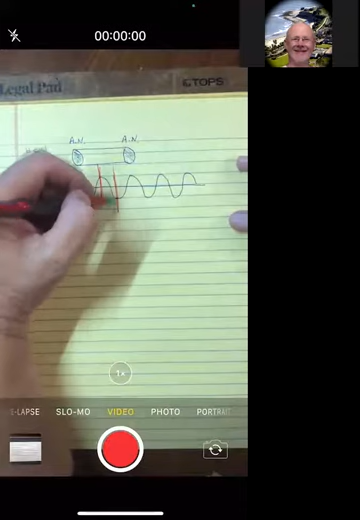 00:00:00
Legal Pad
TOPS
A.N. A.N.
1×
E-LAPSE SLO-MO VIDEO PHOTO PORTRAIT